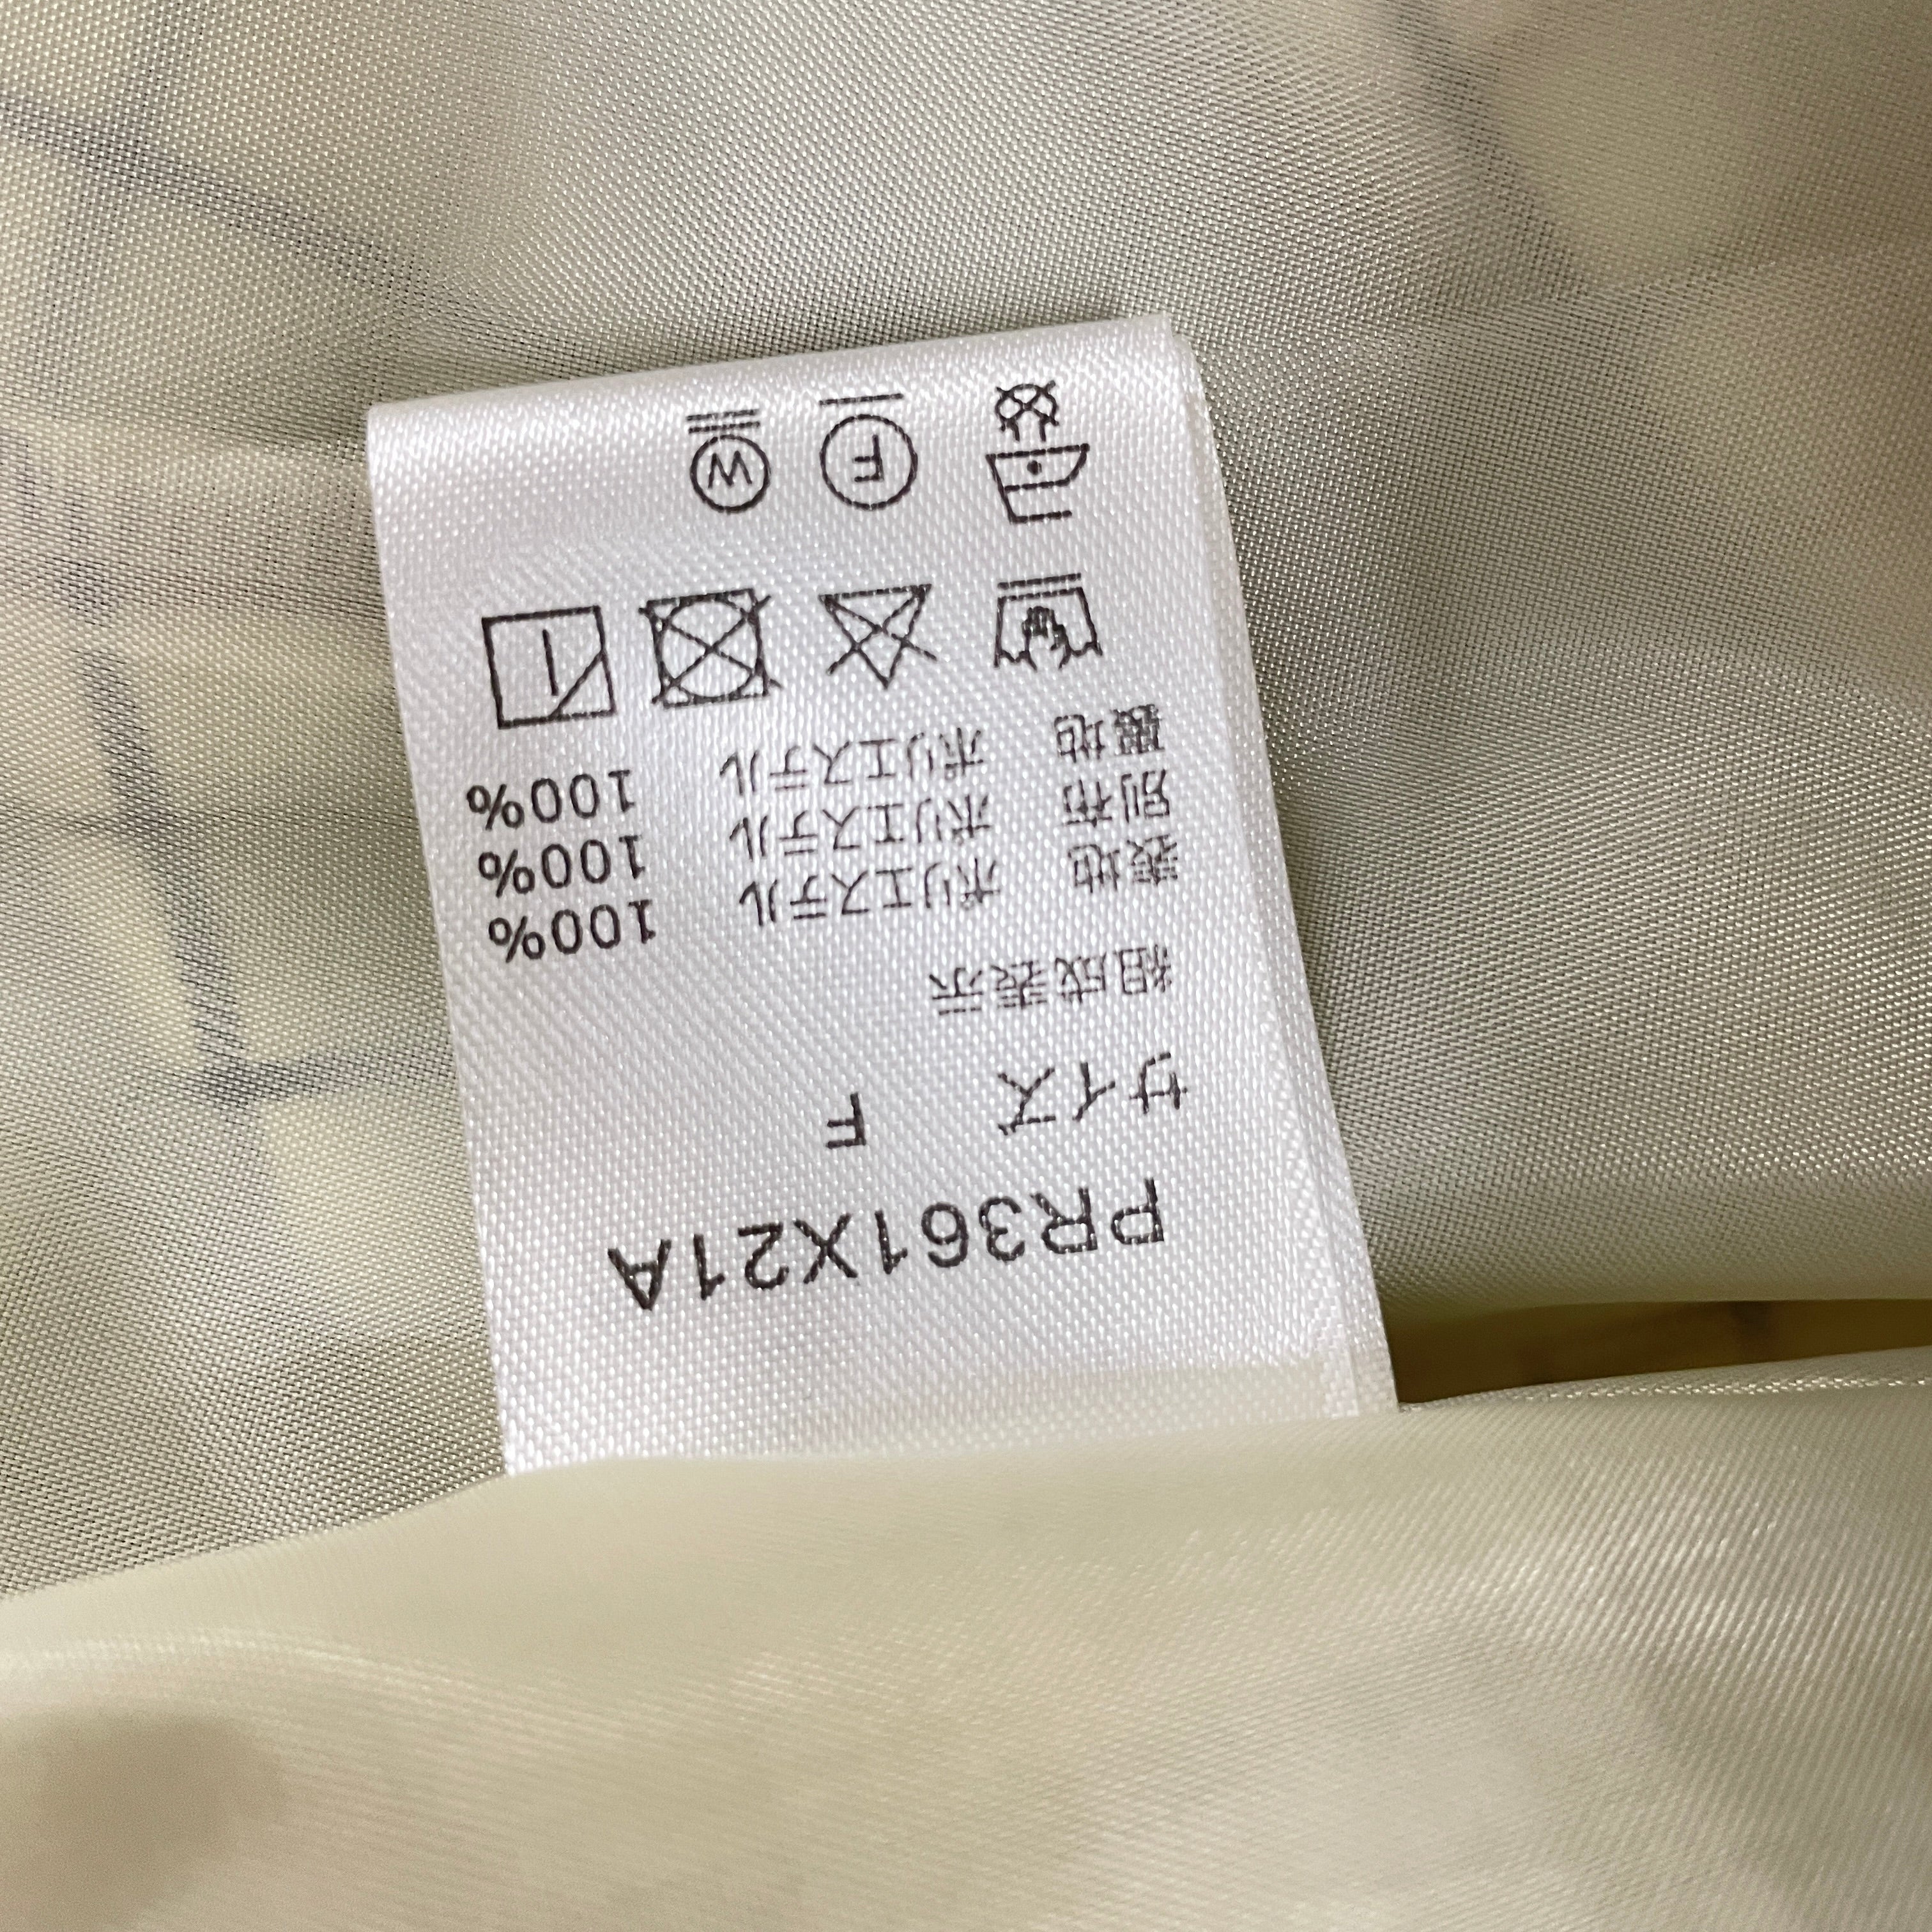 PR361X21A
サイズ F
組成表示
表地 ポリエステル 100%
別布 ポリエステル 100%
裏地 ポリエステル 100%
F W